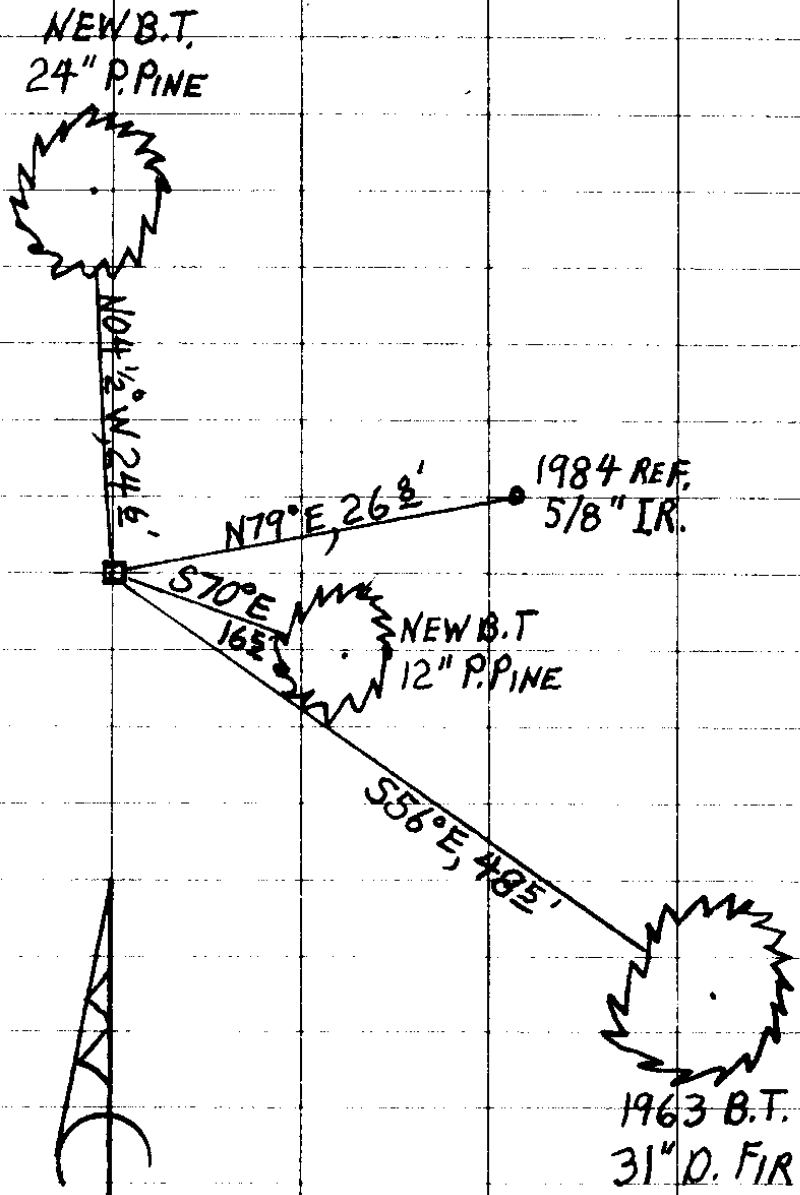 NEW B.T.
24" P. PINE
N04½°W, 24 6'
1984 REF.
5/8" I.R.
N79°E, 26 8'
S70°E
16 5
NEW B.T
12" P. PINE
S56°E, 48 5'
1963 B.T.
31" D. FIR